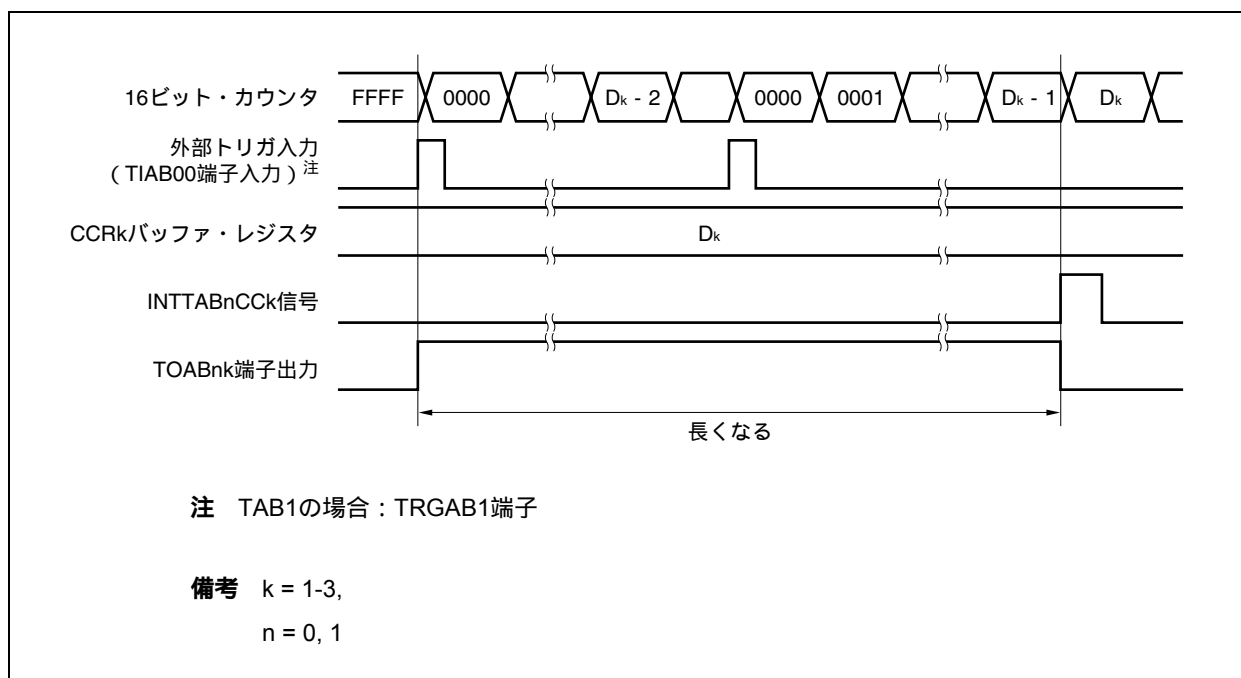 16ビット・カウンタ FFFF 0000 Dk - 2 0000 0001 Dk - 1 Dk
外部トリガ入力
（TIAB00端子入力）注
CCRkバッファ・レジスタ Dk
INTTABnCCk信号
TOABnk端子出力
長くなる
注 TAB1の場合：TRGAB1端子
備考 k = 1-3,
n = 0, 1